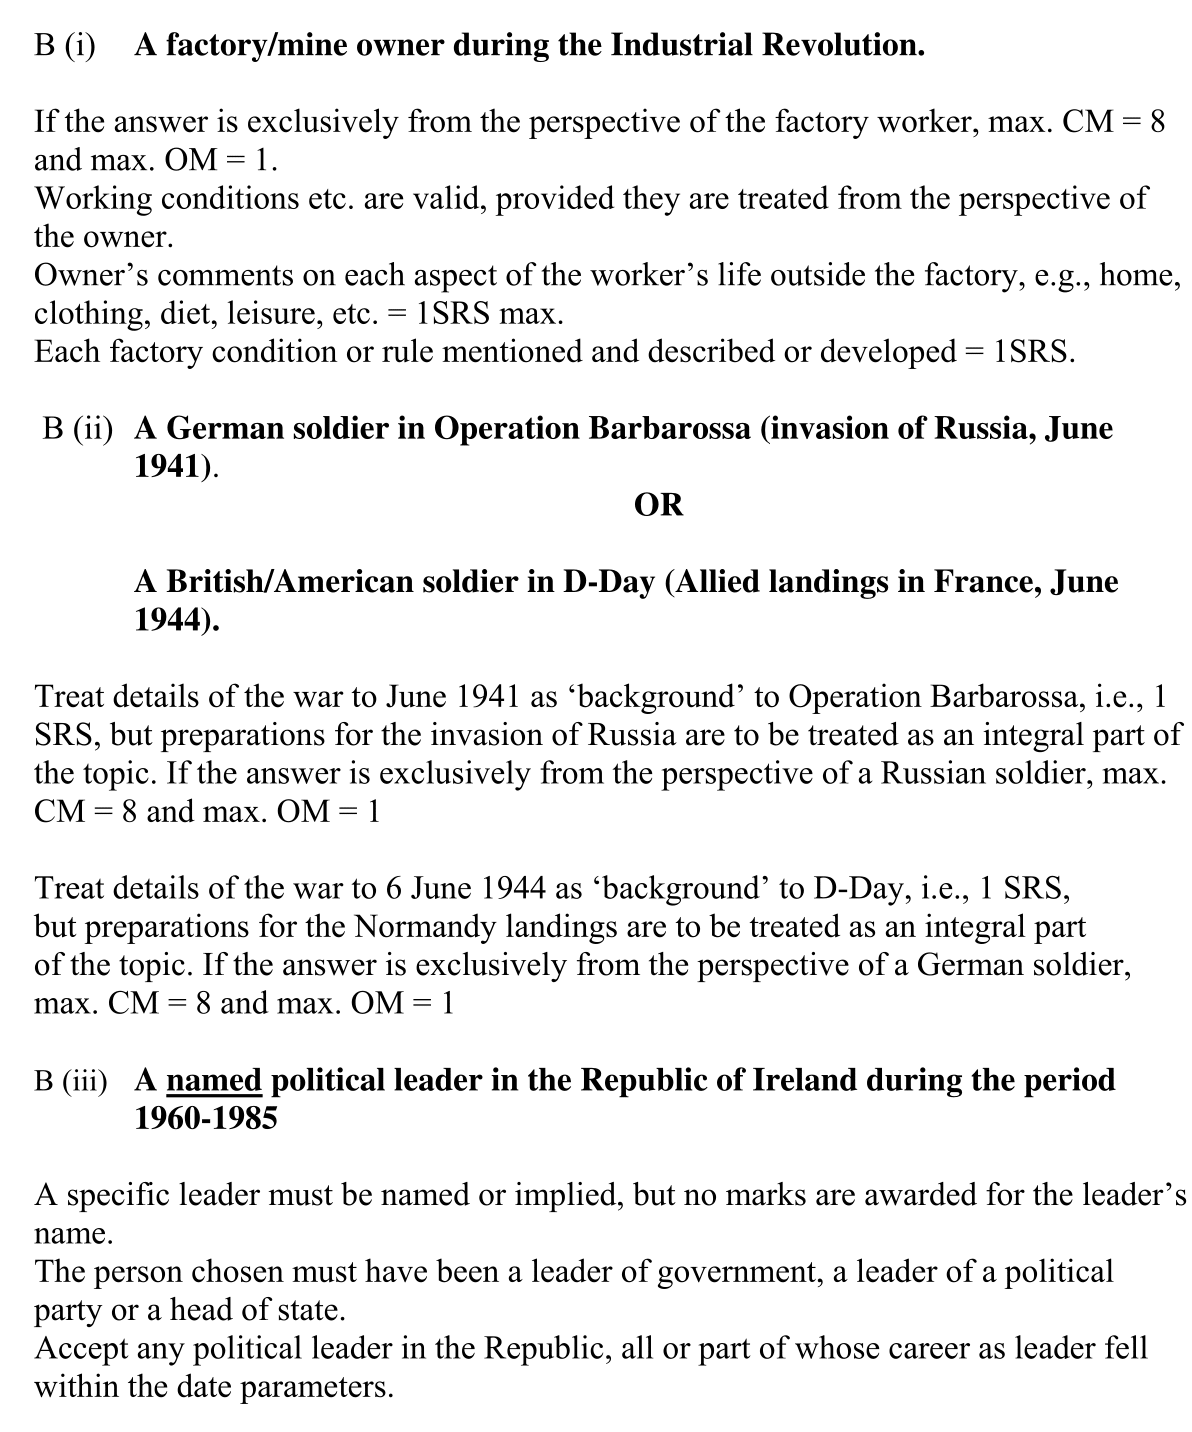 B (i) A factory/mine owner during the Industrial Revolution.
If the answer is exclusively from the perspective of the factory worker, max. CM = 8
and max. OM = 1.
Working conditions etc. are valid, provided they are treated from the perspective of
the owner.
Owner’s comments on each aspect of the worker’s life outside the factory, e.g., home,
clothing, diet, leisure, etc. = 1SRS max.
Each factory condition or rule mentioned and described or developed = 1SRS.
B (ii) A German soldier in Operation Barbarossa (invasion of Russia, June
1941).
OR
A British/American soldier in D-Day (Allied landings in France, June
1944).
Treat details of the war to June 1941 as ‘background’ to Operation Barbarossa, i.e., 1
SRS, but preparations for the invasion of Russia are to be treated as an integral part of
the topic. If the answer is exclusively from the perspective of a Russian soldier, max.
CM = 8 and max. OM = 1
Treat details of the war to 6 June 1944 as ‘background’ to D-Day, i.e., 1 SRS,
but preparations for the Normandy landings are to be treated as an integral part
of the topic. If the answer is exclusively from the perspective of a German soldier,
max. CM = 8 and max. OM = 1
B (iii) A named political leader in the Republic of Ireland during the period
1960-1985
A specific leader must be named or implied, but no marks are awarded for the leader’s
name.
The person chosen must have been a leader of government, a leader of a political
party or a head of state.
Accept any political leader in the Republic, all or part of whose career as leader fell
within the date parameters.